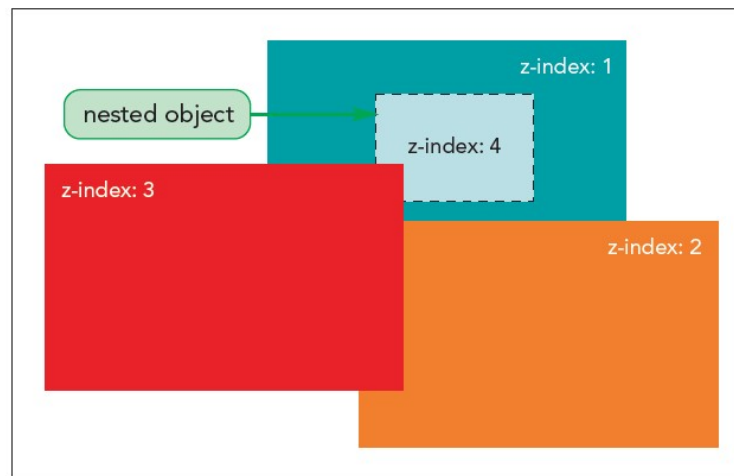 z-index: 1
nested object
z-index: 4
z-index: 3
z-index: 2